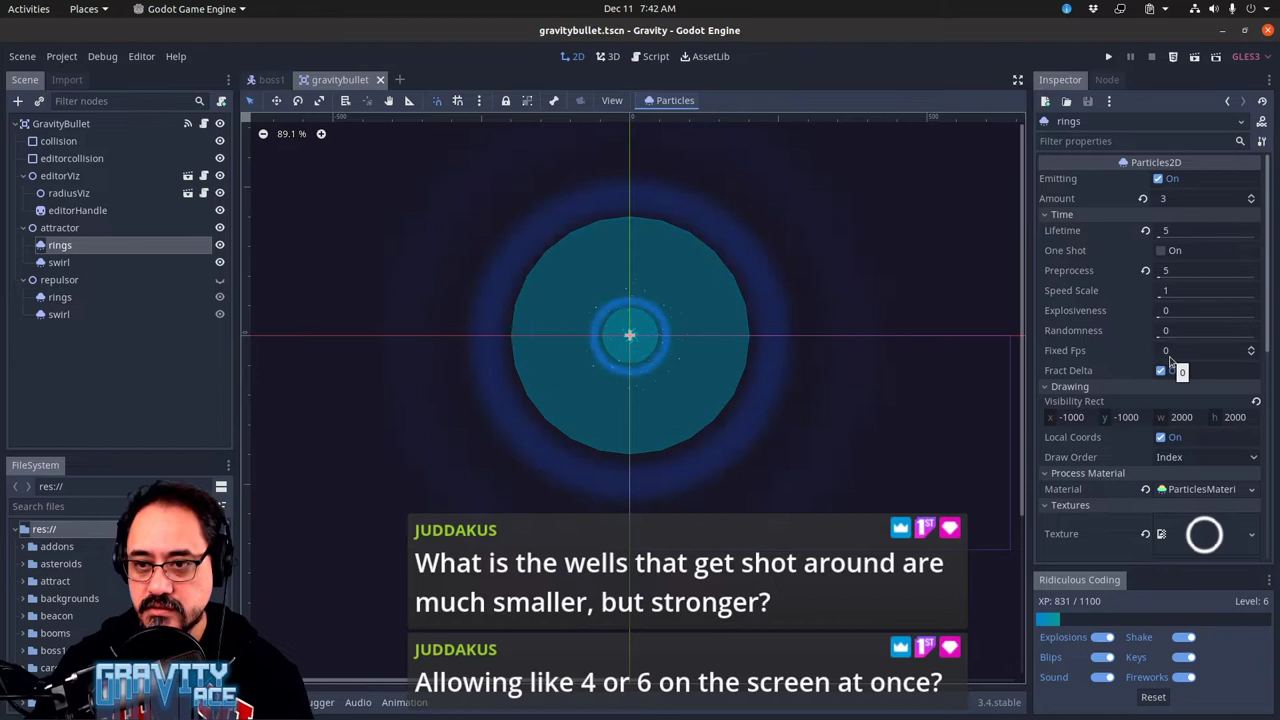 Activities Places Godot Game Engine Dec 11 7:42 AM
gravitybullet.tscn - Gravity - Godot Engine
Scene Project Debug Editor Help 2D 3D Script AssetLib GLES3
Scene Import
boss1 gravitybullet
Inspector Node
Filter nodes
View Particles
rings
GravityBullet
collision
editorcollision
editorViz
radiusViz
editorHandle
attractor
rings
swirl
repulsor
rings
swirl
-500 0 500
89.1 %
Filter properties
Particles2D
Emitting On
Amount 3
Time
Lifetime 5
One Shot On
Preprocess 5
Speed Scale 1
Explosiveness 0
Randomness 0
Fixed Fps 0
Fract Delta
0
Drawing
Visibility Rect
x -1000 y -1000 w 2000 h 2000
Local Coords On
Draw Order Index
Process Material
Material ParticlesMateri
Textures
Texture
FileSystem
res://
Search files
res://
addons
asteroids
attract
backgrounds
beacon
booms
boss1
JUDDAKUS
1ST
What is the wells that get shot around are
much smaller, but stronger?
JUDDAKUS
1ST
Allowing like 4 or 6 on the screen at once?
Audio
GRAVITY
ACE
Ridiculous Coding
XP: 831 / 1100 Level: 6
Explosions Shake
Blips Keys
Sound Fireworks
Reset
3.4.stable